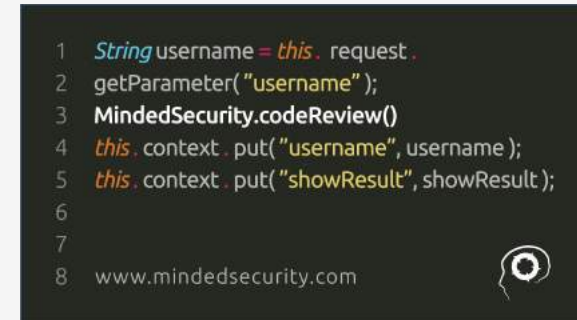 1 String username = this . request .
2 getParameter( "username" );
3 MindedSecurity.codeReview()
4 this . context . put( "username", username );
5 this . context . put( "showResult", showResult );
6
7
8 www.mindedsecurity.com